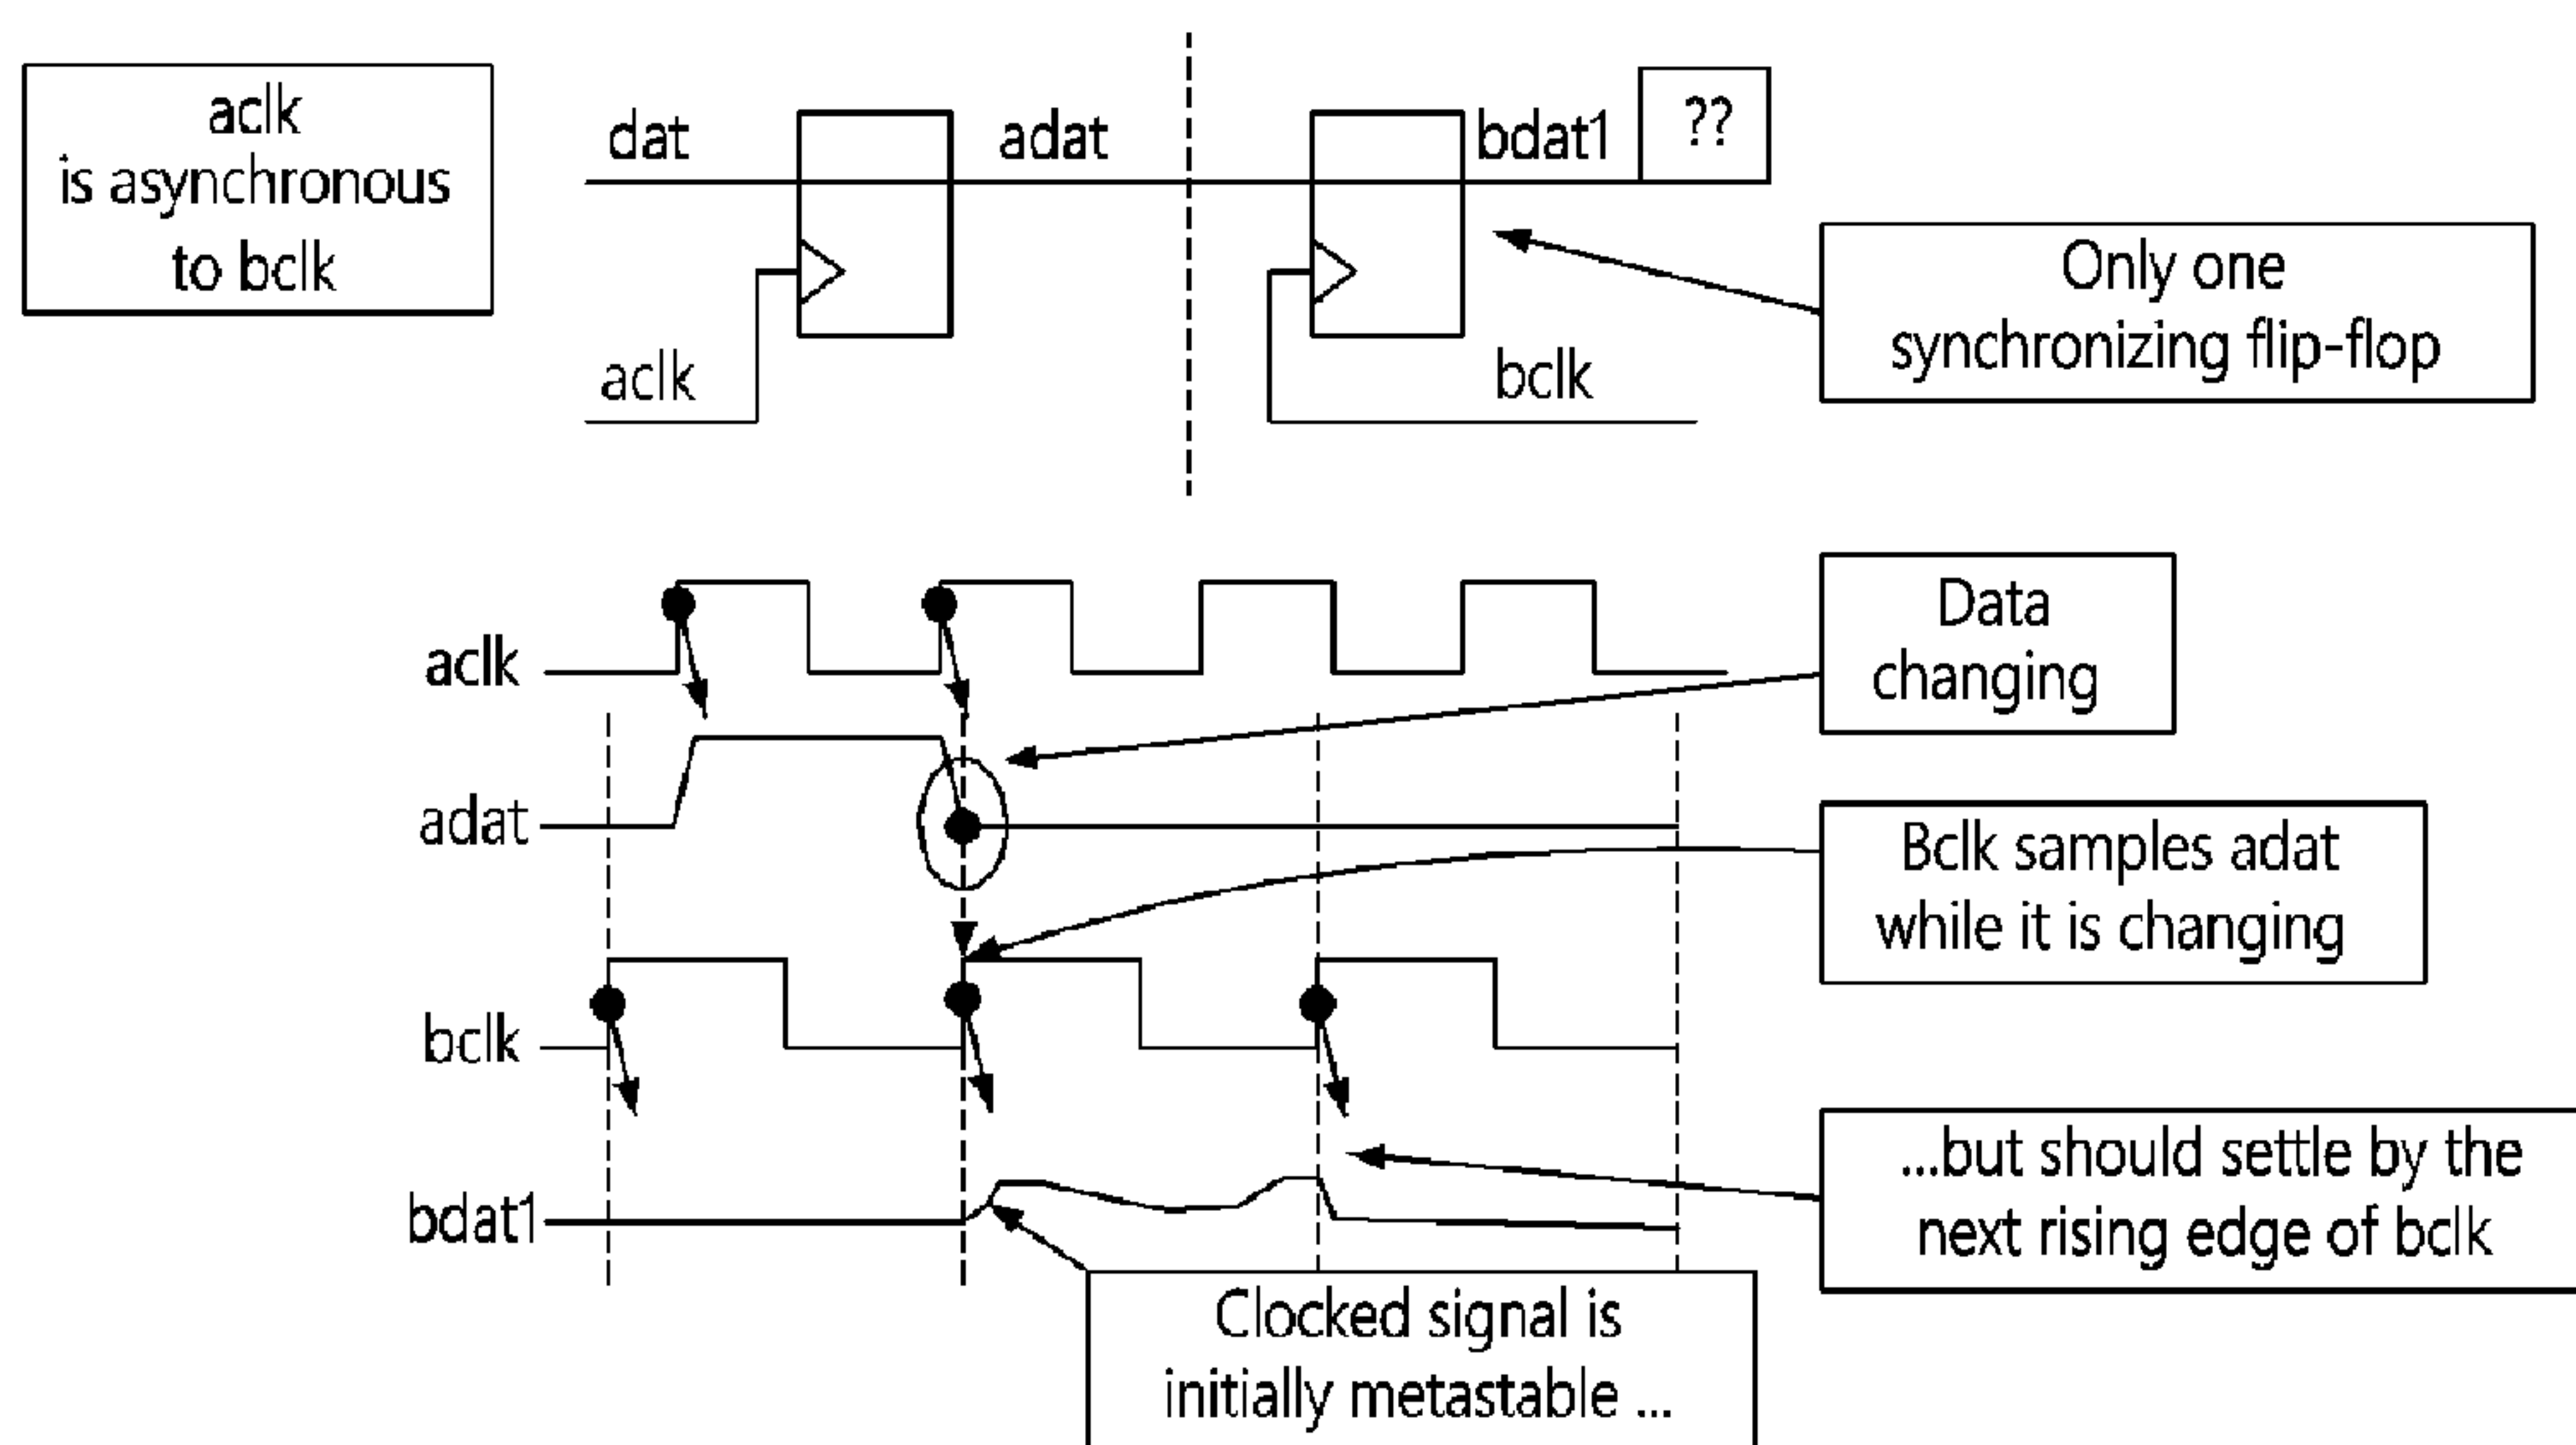 aclk
is asynchronous
to bclk
dat
adat
bdat1
??
aclk
bclk
Only one
synchronizing flip-flop
aclk
Data
changing
adat
Bclk samples adat
while it is changing
bclk
bdat1
...but should settle by the
next rising edge of bclk
Clocked signal is
initially metastable ...